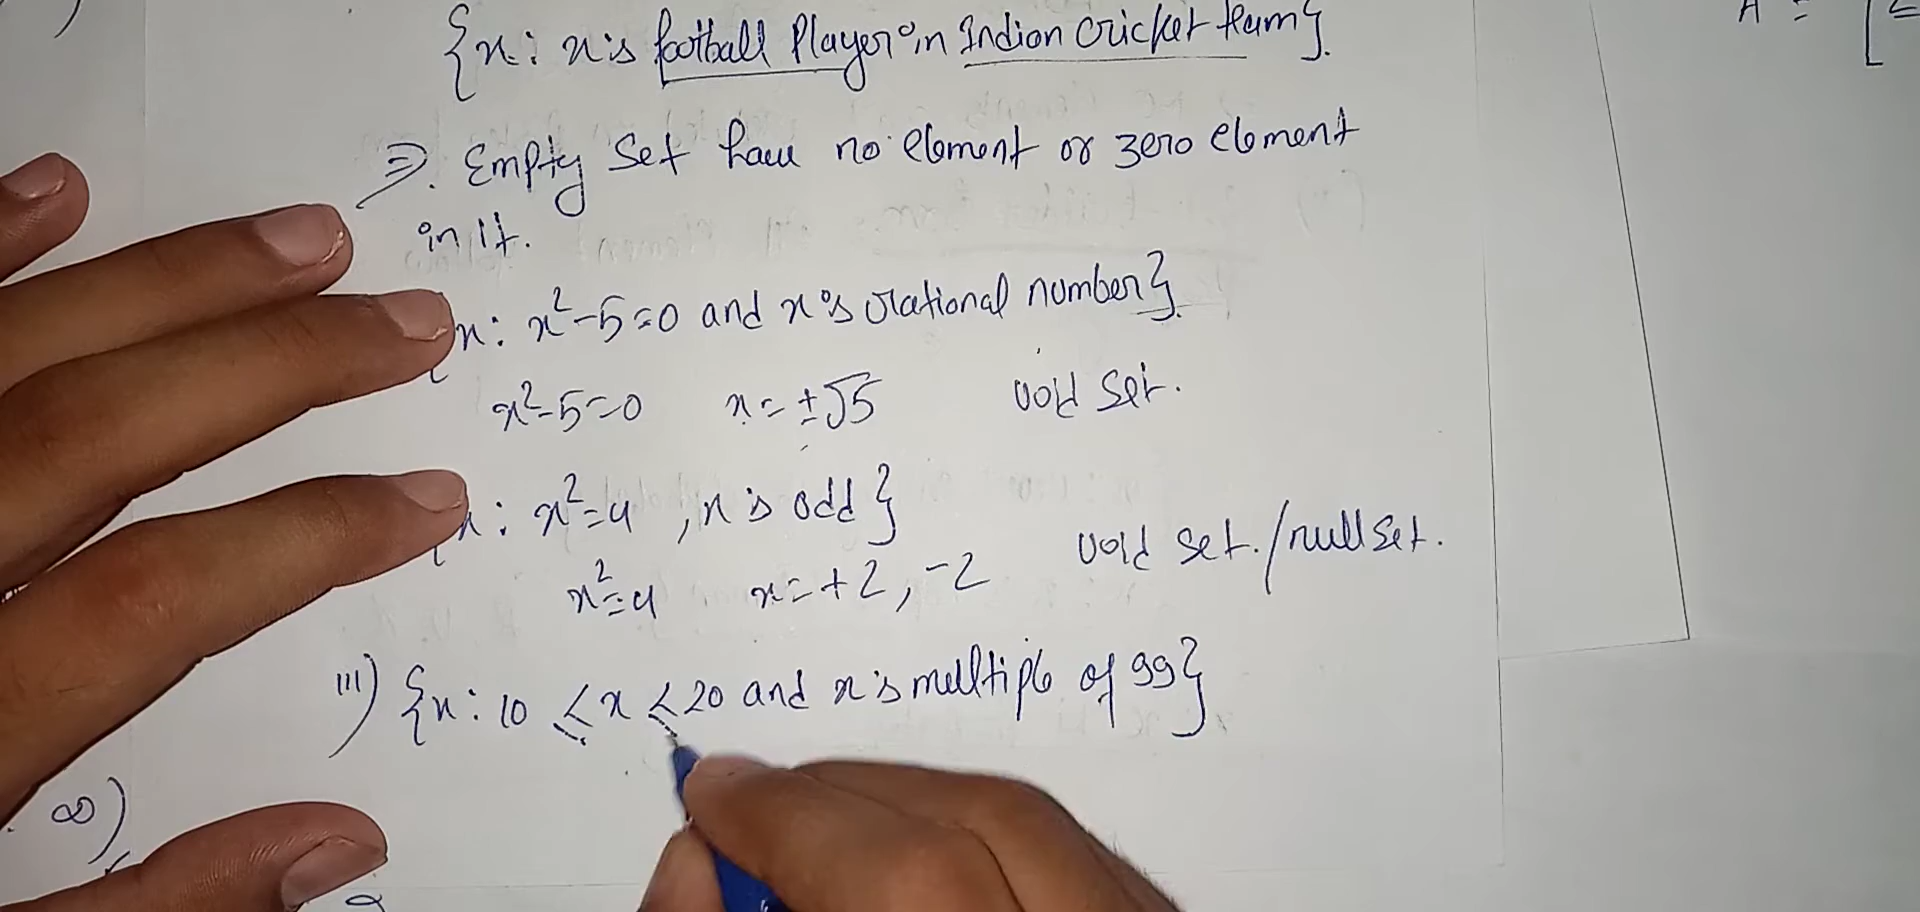 {x: x is football Player in Indian Cricket team}.
A = [
⇒. Empty Set have no element or zero element
in it.
x: x²-5=0 and x is rational number}.
x²-5=0 x=±√5 void set.
x: x²=4, x is odd}
x²=4 x=+2, -2 void set./null set.
iii) {x: 10 ≤ x ≤ 20 and x is multiple of 99}
∞)